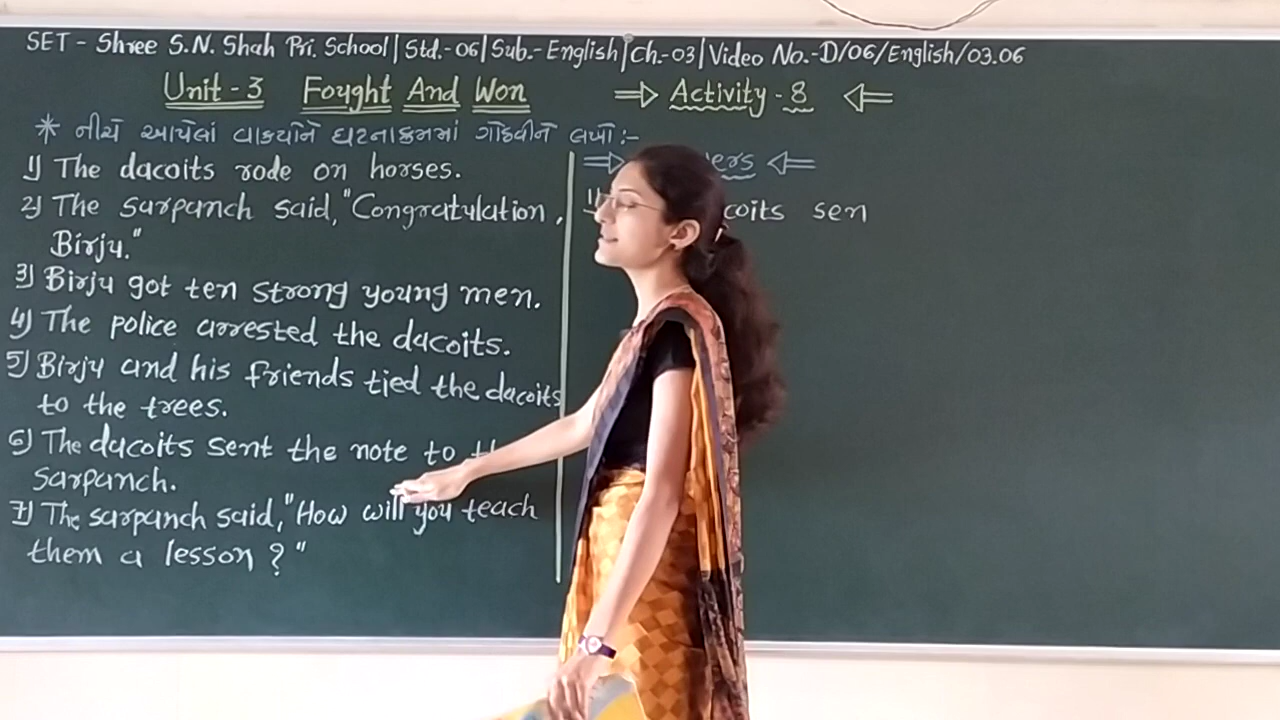 SET - Shree S.N. Shah Pri. School | Std.-06 | Sub.- English | Ch.-03 | Video No.-D/06/English/03.06
Unit - 3 Fought And Won ⇒ Activity - 8 ⇐
* નીચે આપેલાં વાક્યોને ઘટનાક્રમમાં ગોઠવીને લખો :-
1) The dacoits rode on horses.
2) The sarpanch said, "Congratulation,
Birju."
3) Birju got ten strong young men.
4) The police arrested the dacoits.
5) Birju and his friends tied the dacoits
to the trees.
6) The dacoits sent the note to
sarpanch.
7) The sarpanch said, "How will you teach
them a lesson ? "
⇒ ers ⇐
1) coits sen